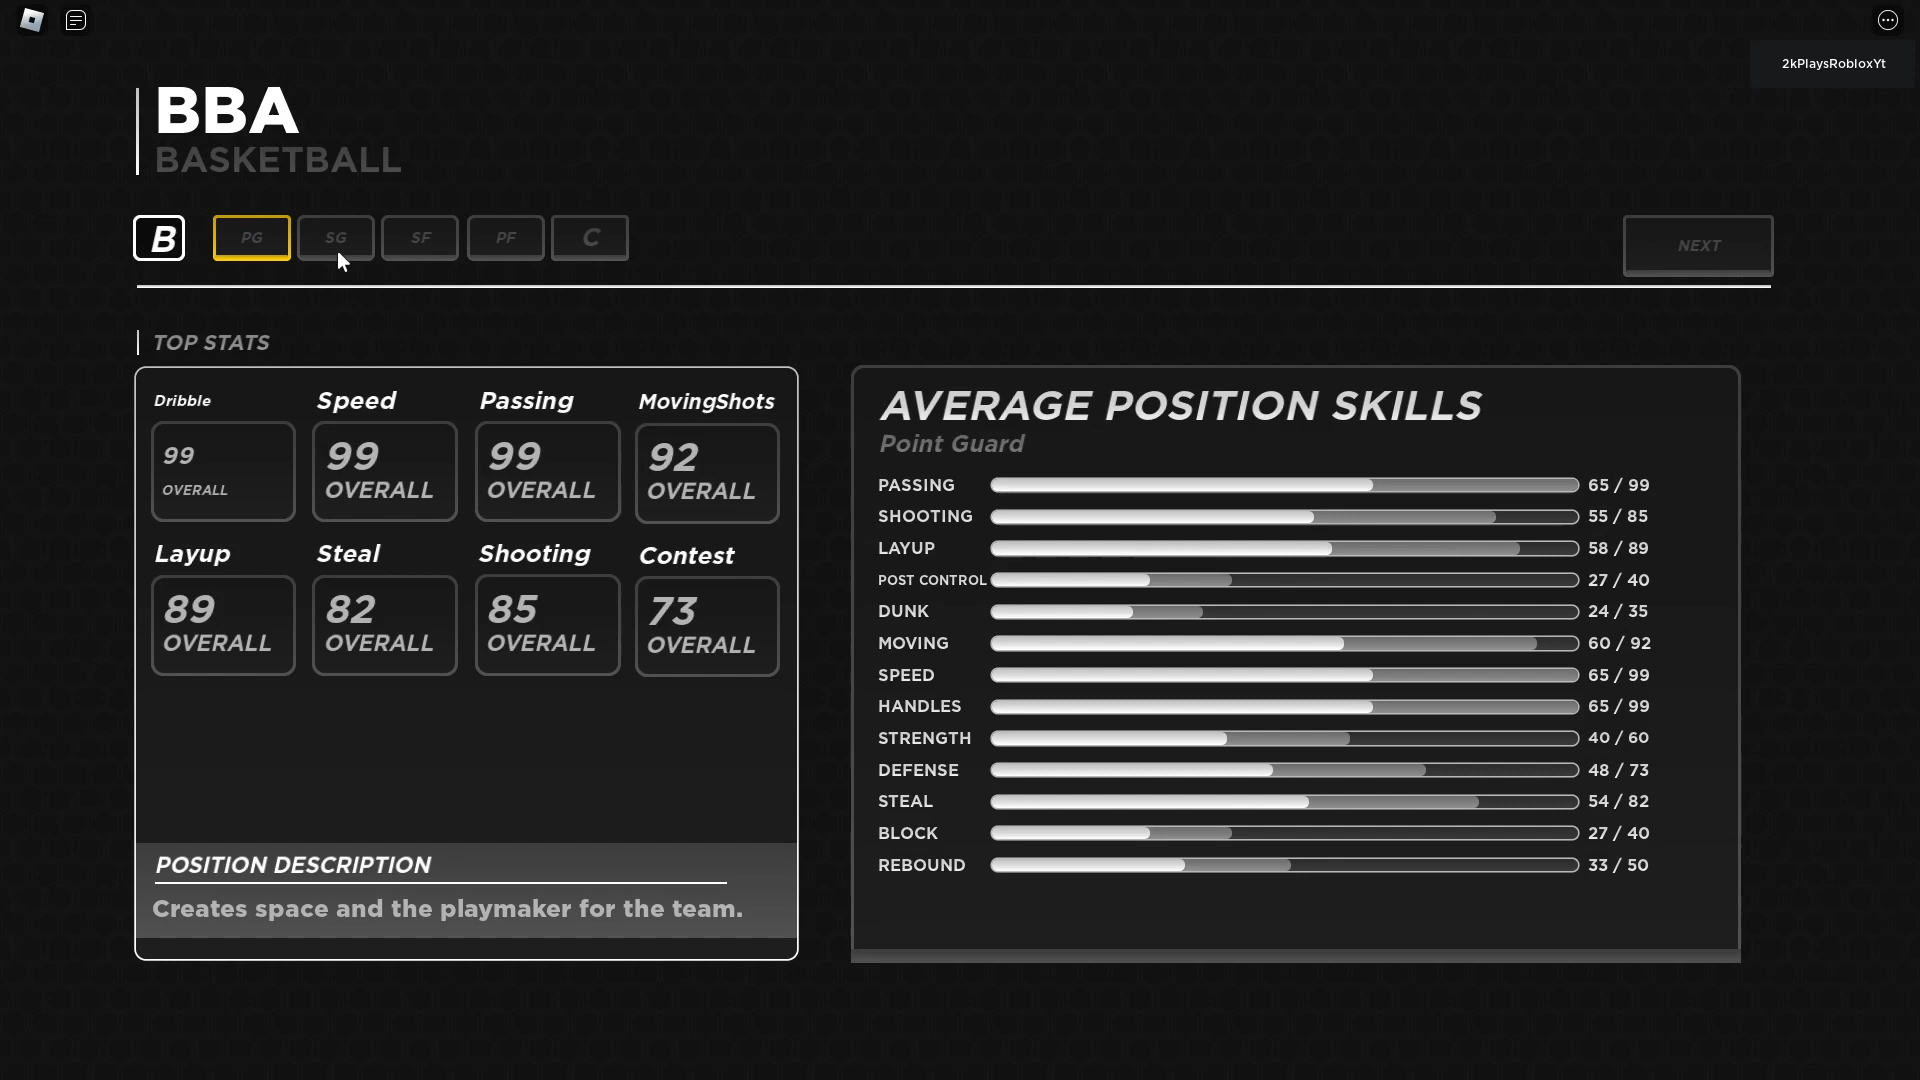 2kPlaysRobloxYt
BBA
BASKETBALL
B
PG SG SF PF C
NEXT
TOP STATS
Dribble Speed Passing MovingShots
99 99 99 92
OVERALL OVERALL OVERALL OVERALL
Layup Steal Shooting Contest
89 82 85 73
OVERALL OVERALL OVERALL OVERALL
POSITION DESCRIPTION
Creates space and the playmaker for the team.
AVERAGE POSITION SKILLS
Point Guard
PASSING 65 / 99
SHOOTING 55 / 85
LAYUP 58 / 89
POST CONTROL 27 / 40
DUNK 24 / 35
MOVING 60 / 92
SPEED 65 / 99
HANDLES 65 / 99
STRENGTH 40 / 60
DEFENSE 48 / 73
STEAL 54 / 82
BLOCK 27 / 40
REBOUND 33 / 50